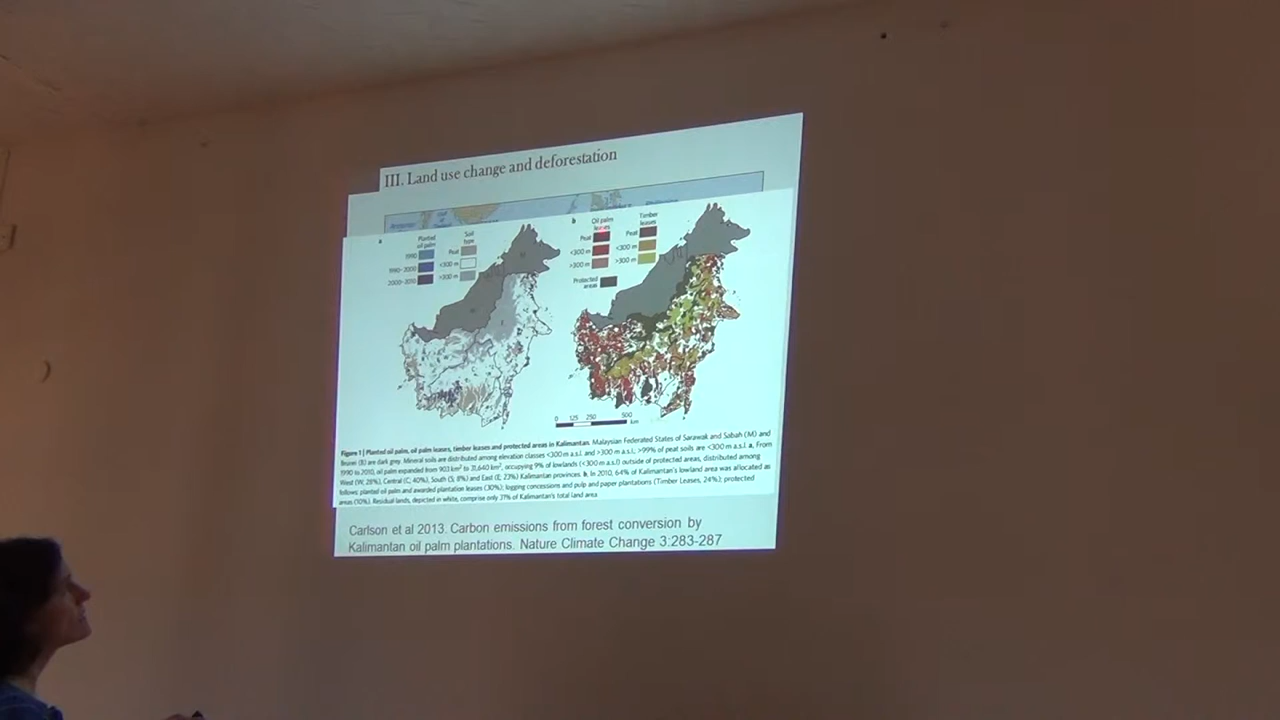 III. Land use change and deforestation
a
Planted
oil palm
1990
1990-2000
2000-2010
Soil
type
Peat
<300 m
>300 m
b
Oil palm
leases
Peat
<300 m
>300 m
Timber
leases
Peat
<300 m
>300 m
Protected
areas
0 125 250 500
km
Figure 1 | Planted oil palm, oil palm leases, timber leases and protected areas in Kalimantan. Malaysian Federated States of Sarawak and Sabah (M) and
Brunei (B) are dark grey. Mineral soils are distributed among elevation classes <300 m a.s.l. and >300 m a.s.l.; >99% of peat soils are <300 m a.s.l. a, From
1990 to 2010, oil palm expanded from 903 km² to 31,640 km², occupying 9% of lowlands (<300 m a.s.l) outside of protected areas, distributed among
West (W; 28%), Central (C; 40%), South (S; 8%) and East (E; 23%) Kalimantan provinces. b, In 2010, 64% of Kalimantan's lowland area was allocated as
follows: planted oil palm and awarded plantation leases (30%); logging concessions and pulp and paper plantations (Timber Leases, 24%); protected
areas (10%). Residual lands, depicted in white, comprise only 31% of Kalimantan's total land area
Carlson et al 2013. Carbon emissions from forest conversion by
Kalimantan oil palm plantations. Nature Climate Change 3:283-287